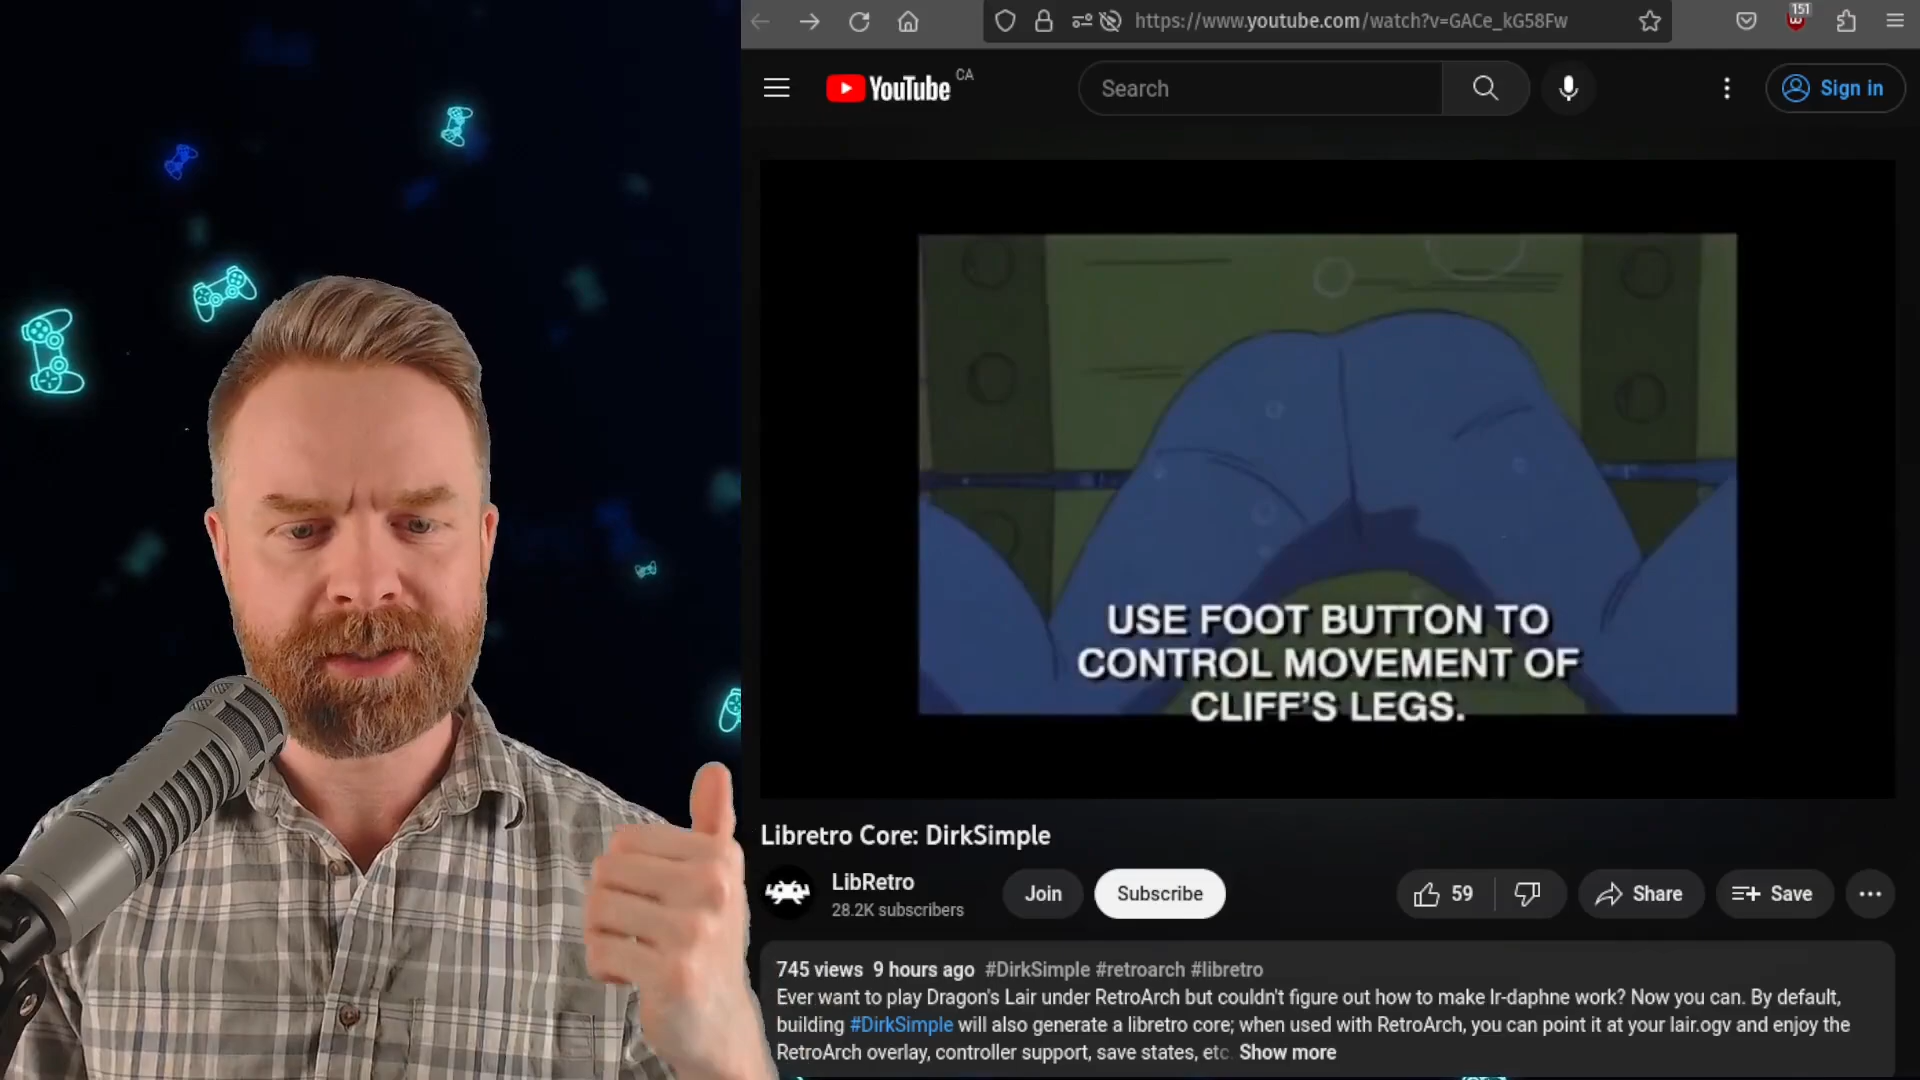 https://www.youtube.com/watch?v=GACe_kG58Fw
151
YouTube CA
Search
Sign in
USE FOOT BUTTON TO
CONTROL MOVEMENT OF
CLIFF'S LEGS.
Libretro Core: DirkSimple
LibRetro
28.2K subscribers
Join
Subscribe
59
Share
Save
745 views 9 hours ago #DirkSimple #retroarch #libretro
Ever want to play Dragon's Lair under RetroArch but couldn't figure out how to make lr-daphne work? Now you can. By default,
building #DirkSimple will also generate a libretro core; when used with RetroArch, you can point it at your lair.ogv and enjoy the
RetroArch overlay, controller support, save states, etc. Show more